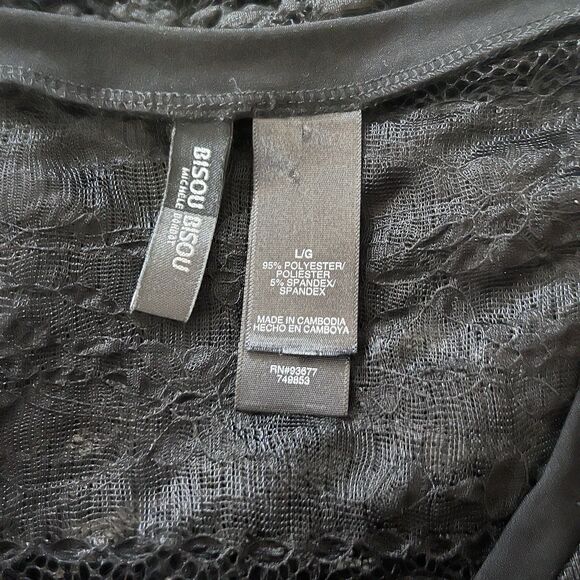 BISOU BISOU
MICHELE BOHBOT
L/G
95% POLYESTER/
POLIESTER
5% SPANDEX/
SPANDEX
MADE IN CAMBODIA
HECHO EN CAMBOYA
RN#93677
749853